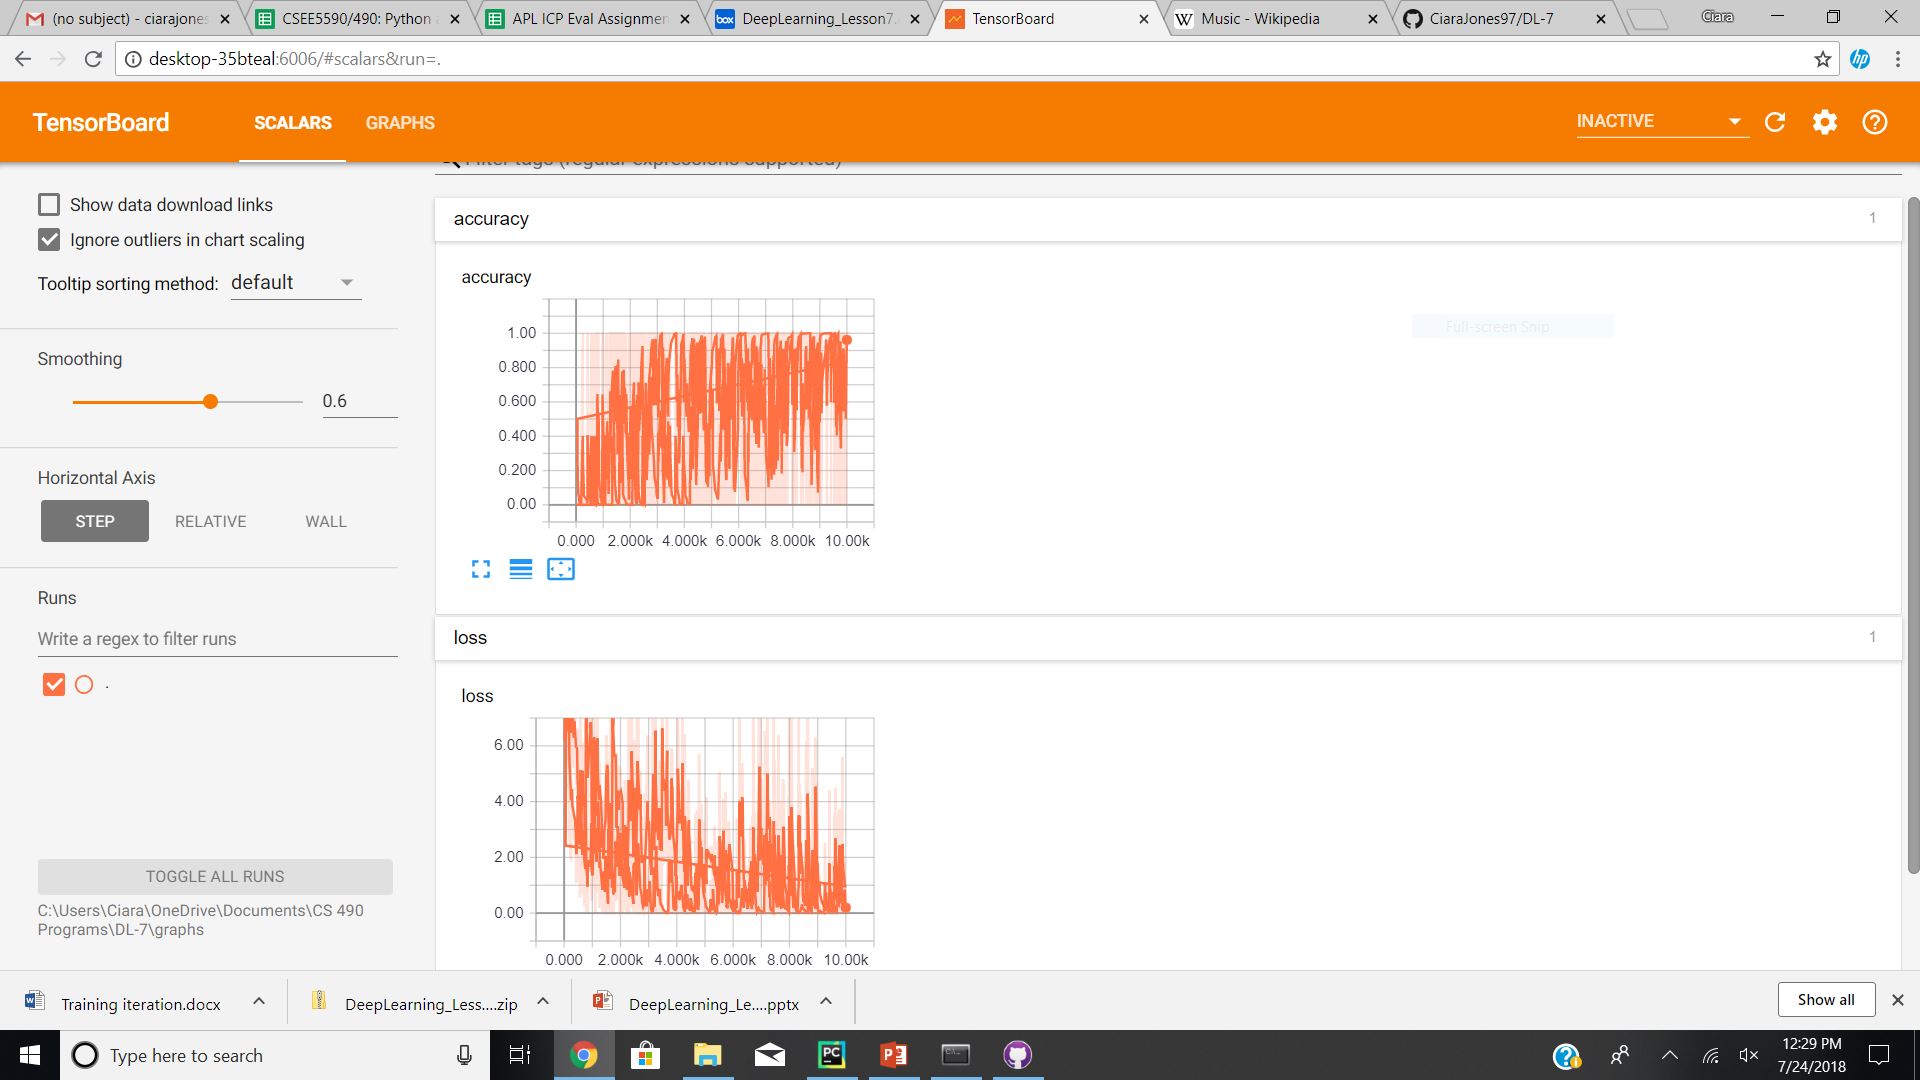 (no subject) - ciarajones
CSEE5590/490: Python a
APL ICP Eval Assignmen
box DeepLearning_Lesson7.
TensorBoard
W Music - Wikipedia
CiaraJones97/DL-7
Ciara
desktop-35bteal:6006/#scalars&run=.
hp
TensorBoard
SCALARS
GRAPHS
INACTIVE
Filter tags (regular expressions supported)
Show data download links
Ignore outliers in chart scaling
Tooltip sorting method: default
Smoothing
0.6
Horizontal Axis
STEP
RELATIVE
WALL
Runs
Write a regex to filter runs
.
TOGGLE ALL RUNS
C:\Users\Ciara\OneDrive\Documents\CS 490
Programs\DL-7\graphs
accuracy
1
accuracy
1.00
0.800
0.600
0.400
0.200
0.00
0.000 2.000k 4.000k 6.000k 8.000k 10.00k
Full-screen Snip
loss
1
loss
6.00
4.00
2.00
0.00
0.000 2.000k 4.000k 6.000k 8.000k 10.00k
Training iteration.docx
DeepLearning_Less....zip
DeepLearning_Le....pptx
Show all
Type here to search
PC
12:29 PM
7/24/2018